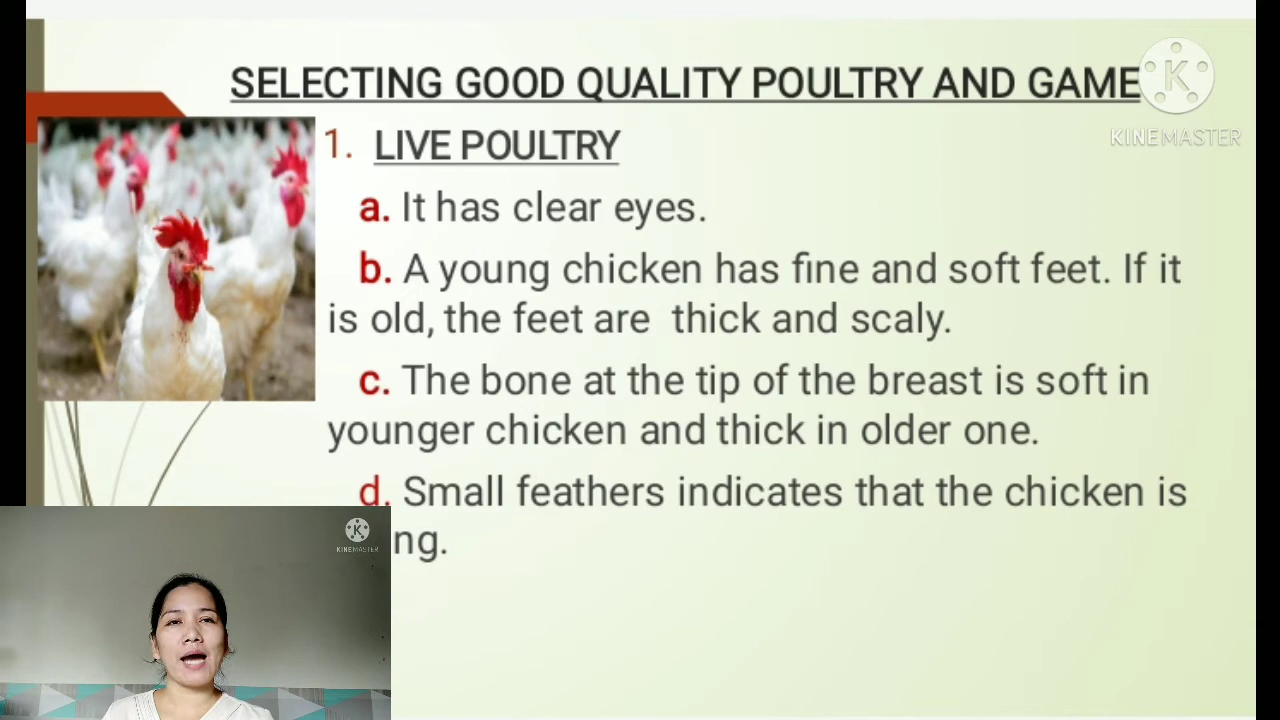 SELECTING GOOD QUALITY POULTRY AND GAME
KINEMASTER
1. LIVE POULTRY
a. It has clear eyes.
b. A young chicken has fine and soft feet. If it
is old, the feet are thick and scaly.
c. The bone at the tip of the breast is soft in
younger chicken and thick in older one.
d. Small feathers indicates that the chicken is
ng.
KINEMASTER